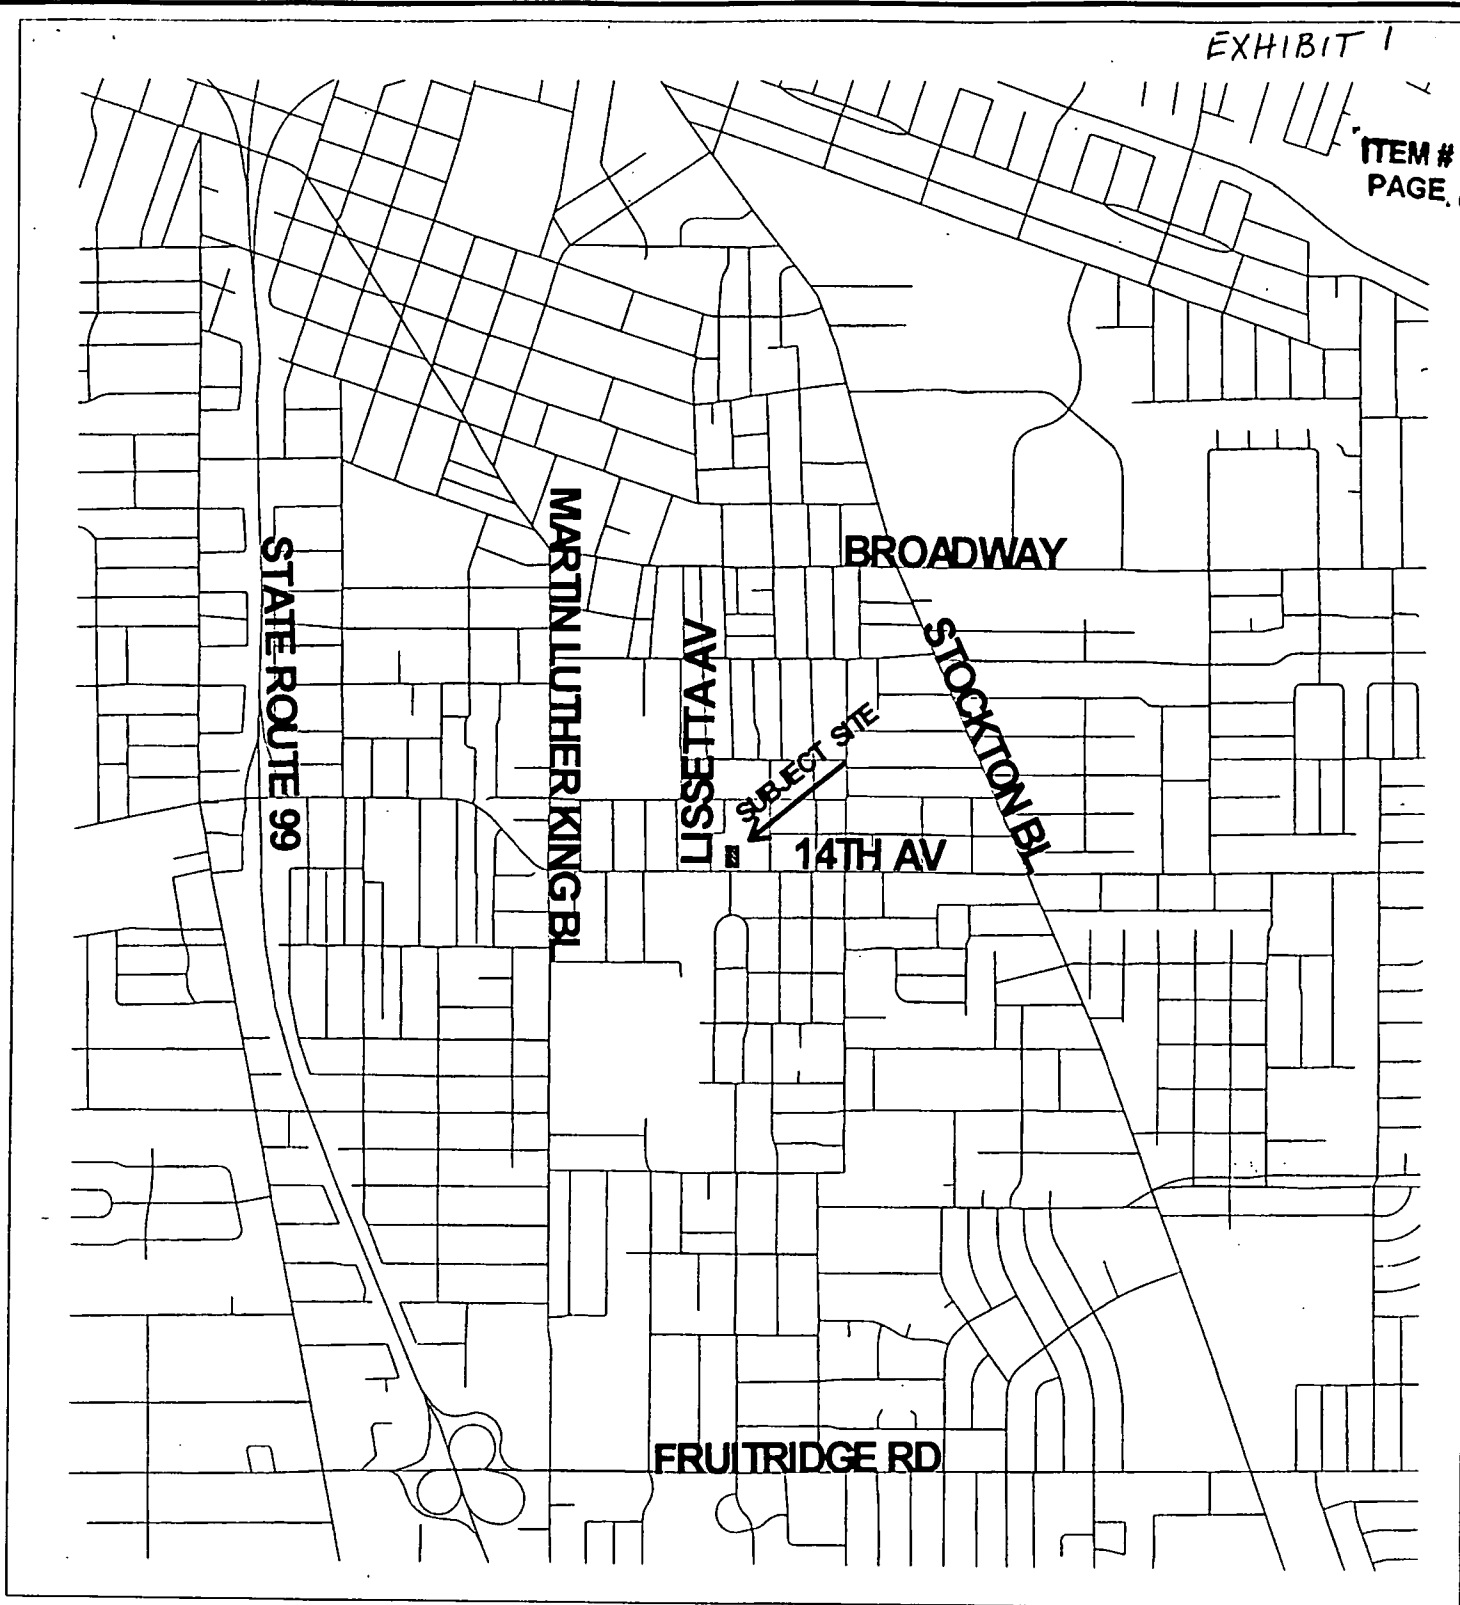 EXHIBIT 1
ITEM #
PAGE.
BROADWAY
MARTIN LUTHER KING BL
STATE ROUTE 99
LISSETTA AV
STOCKTON BL
SUBJECT SITE
14TH AV
FRUITRIDGE RD